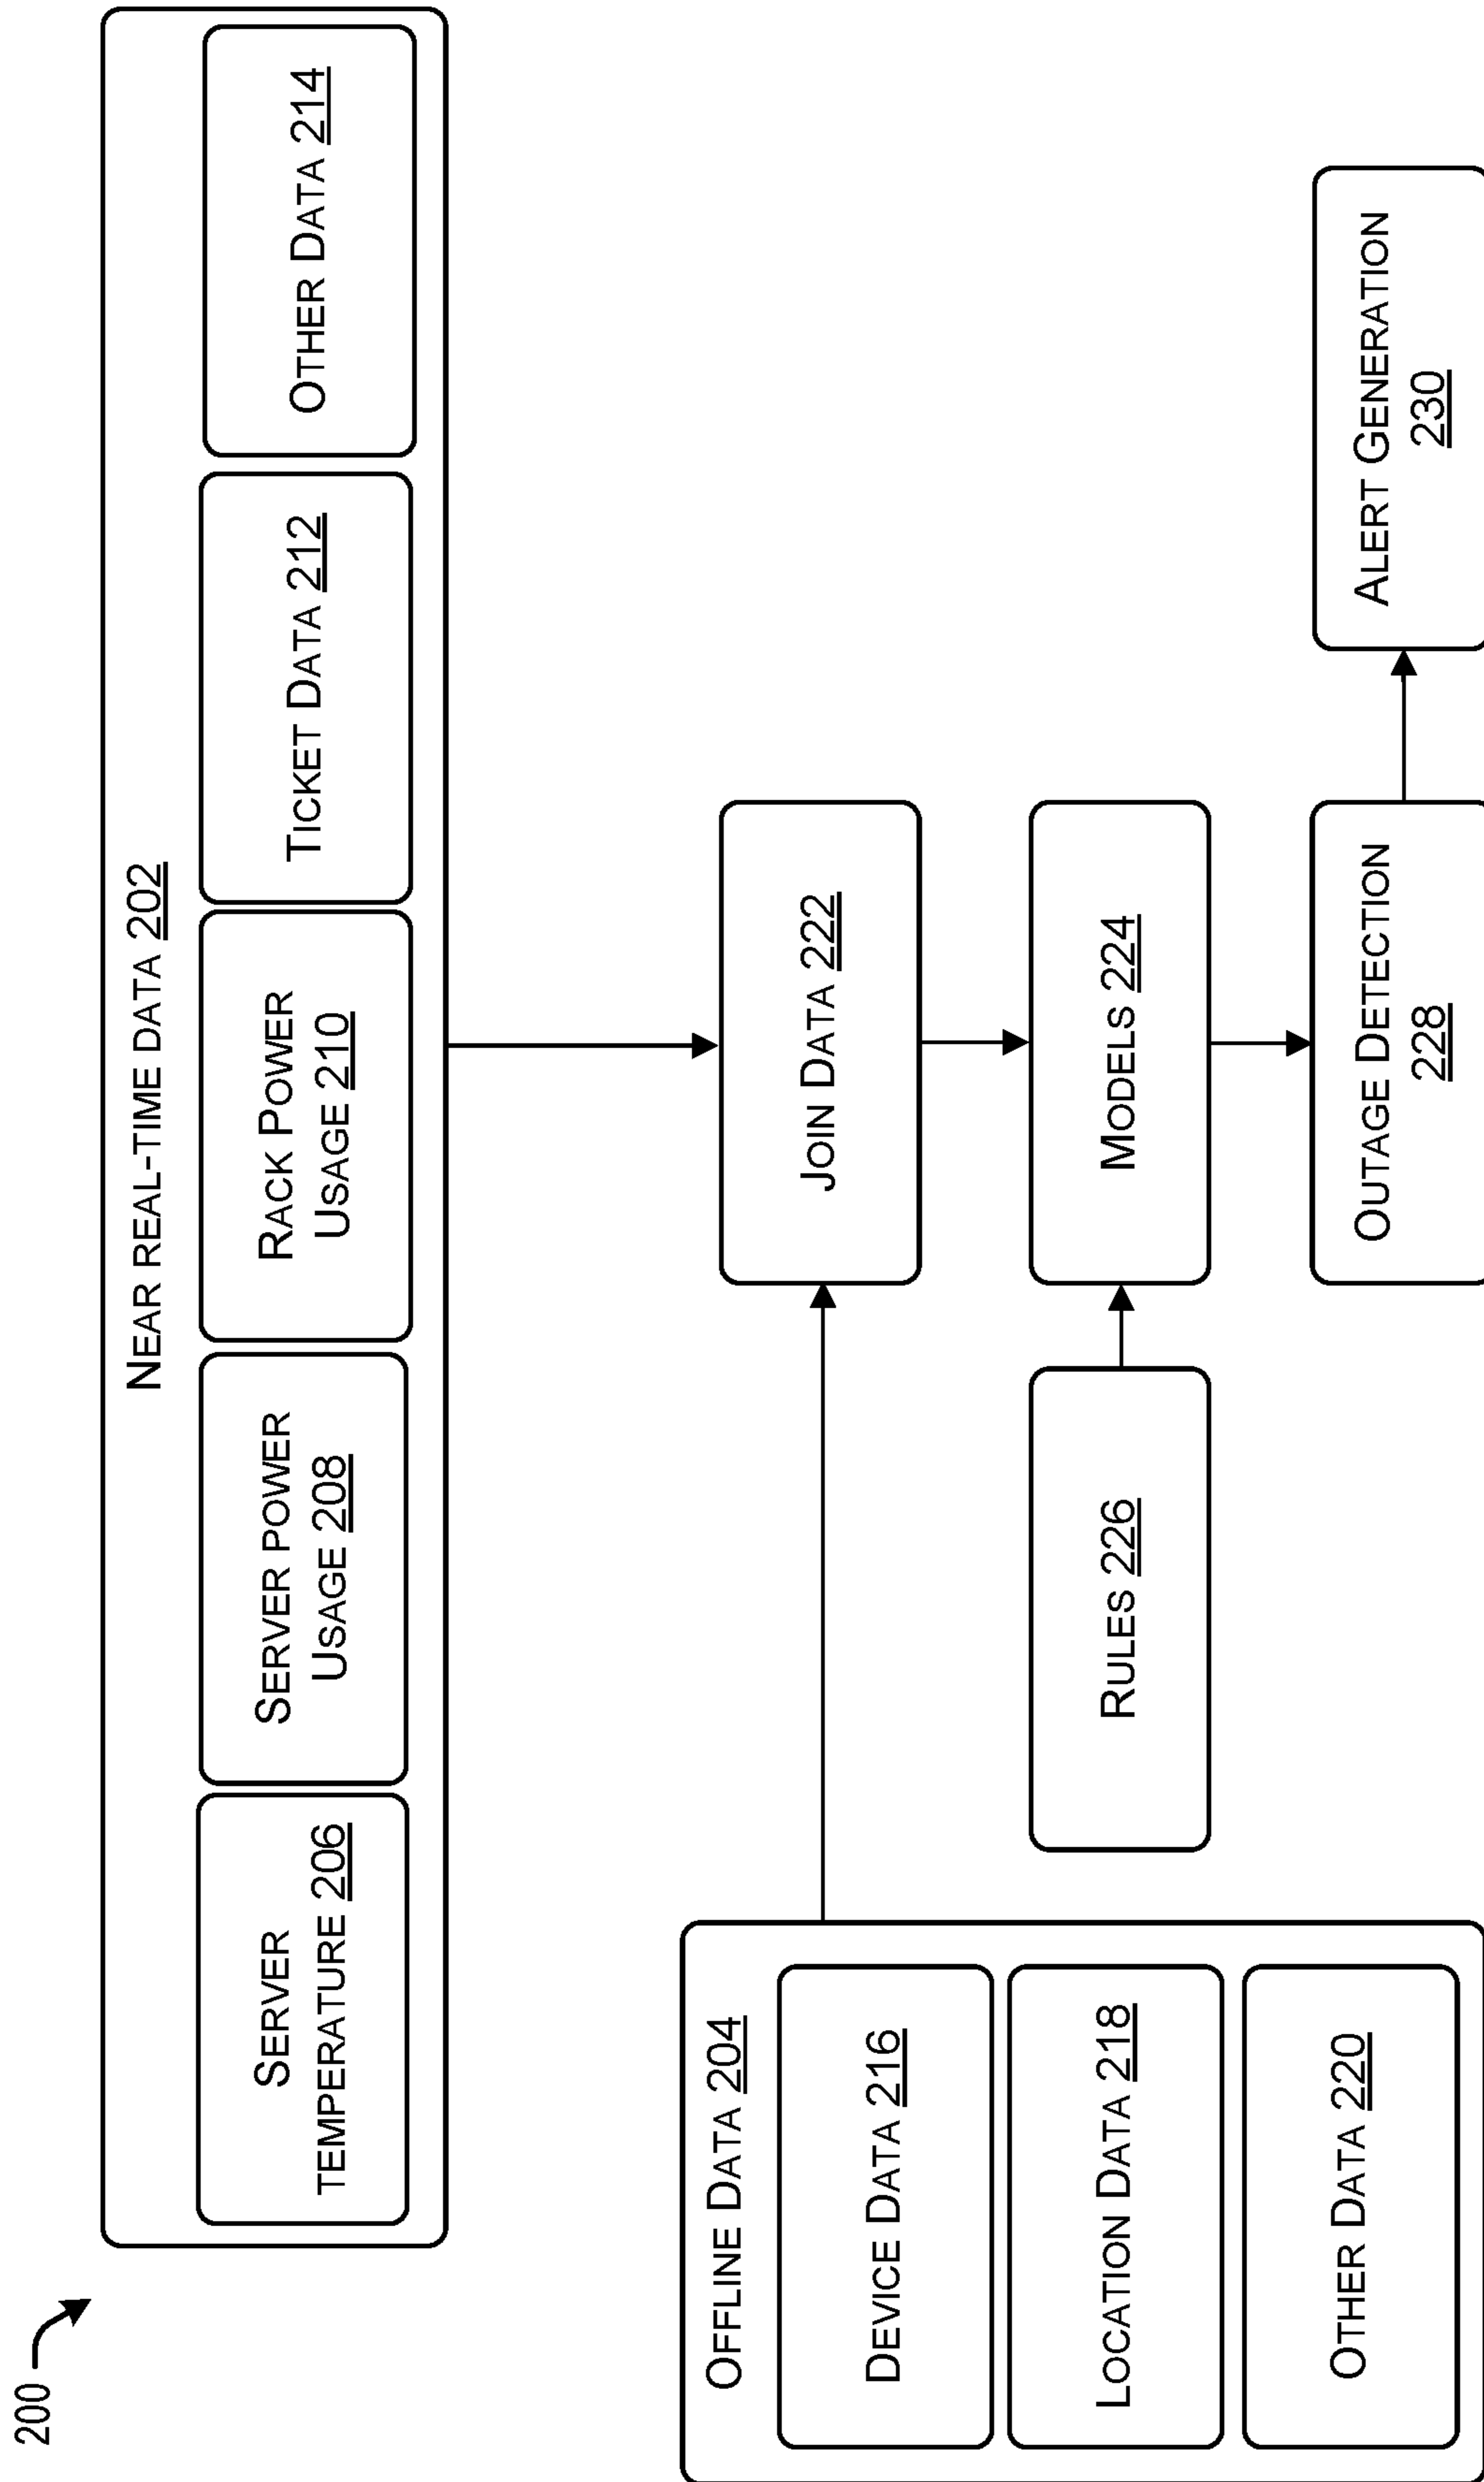 200
NEAR REAL-TIME DATA 202
SERVER
TEMPERATURE 206
SERVER POWER
USAGE 208
RACK POWER
USAGE 210
TICKET DATA 212
OTHER DATA 214
OFFLINE DATA 204
DEVICE DATA 216
LOCATION DATA 218
OTHER DATA 220
JOIN DATA 222
RULES 226
MODELS 224
OUTAGE DETECTION
228
ALERT GENERATION
230